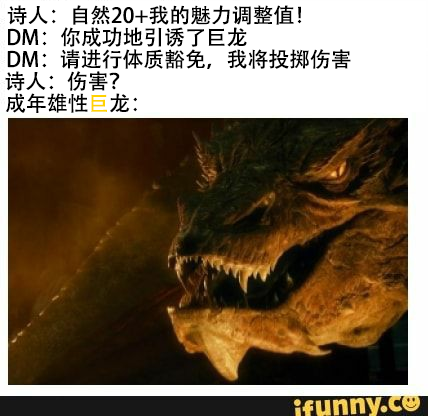 诗人：自然20+我的魅力调整值！
DM：你成功地引诱了巨龙
DM：请进行体质豁免，我将投掷伤害
诗人：伤害？
成年雄性巨龙：
ifunny.co